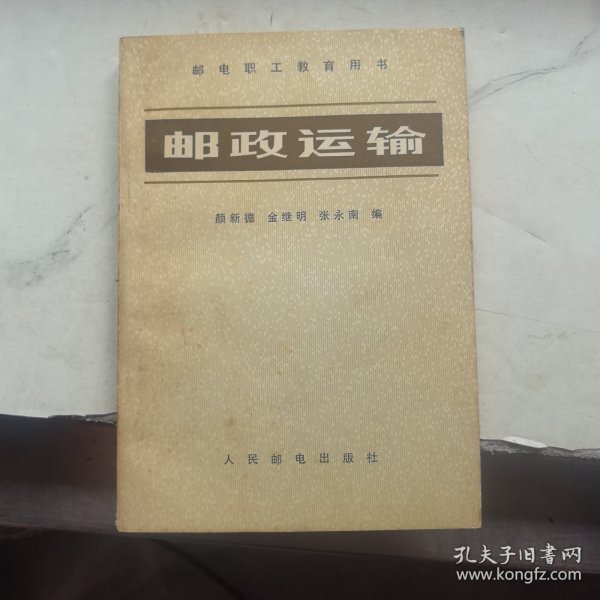 邮电职工教育用书
邮政运输
颜新德 金继明 张永南 编
人民邮电出版社
孔夫子旧书网
www.kongfz.com